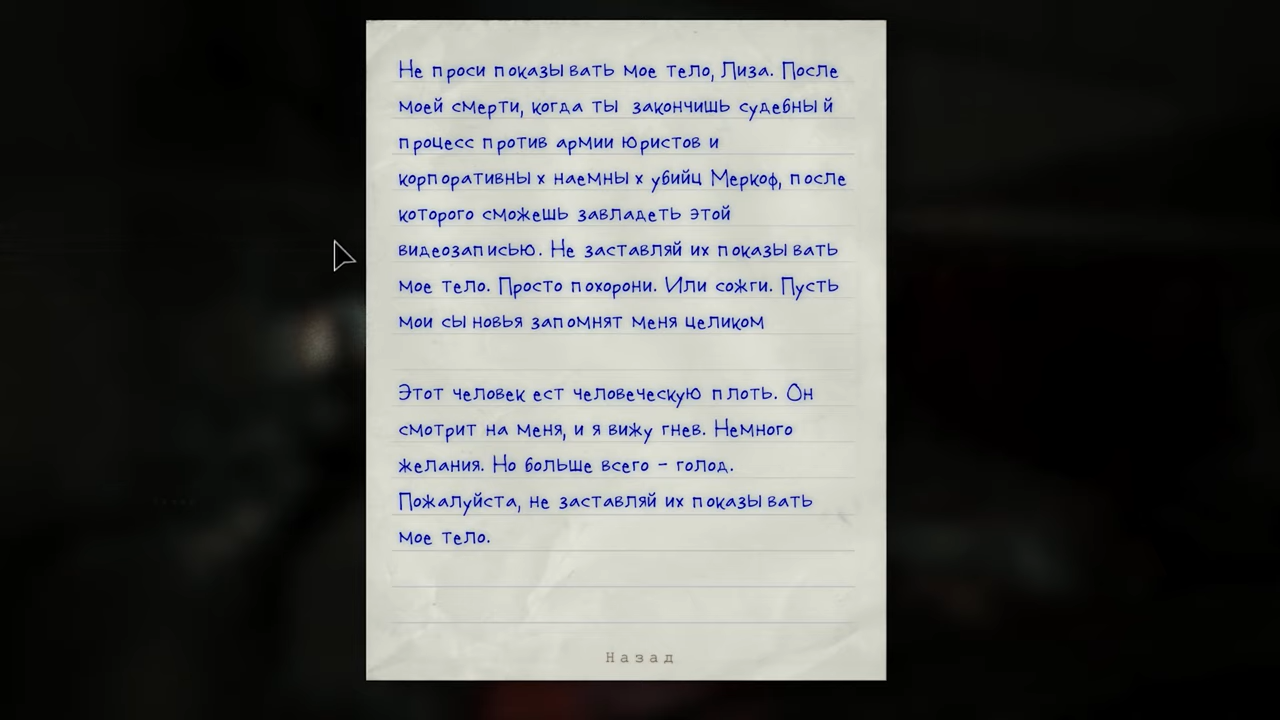 Не проси показывать мое тело, Лиза. После
моей смерти, когда ты закончишь судебный
процесс против армии юристов и
корпоративных наемных убийц Меркоф, после
которого сможешь завладеть этой
видеозаписью. Не заставляй их показывать
мое тело. Просто похорони. Или сожги. Пусть
мои сыновья запомнят меня целиком
Этот человек ест человеческую плоть. Он
смотрит на меня, и я вижу гнев. Немного
желания. Но больше всего – голод.
Пожалуйста, не заставляй их показывать
мое тело.
Назад